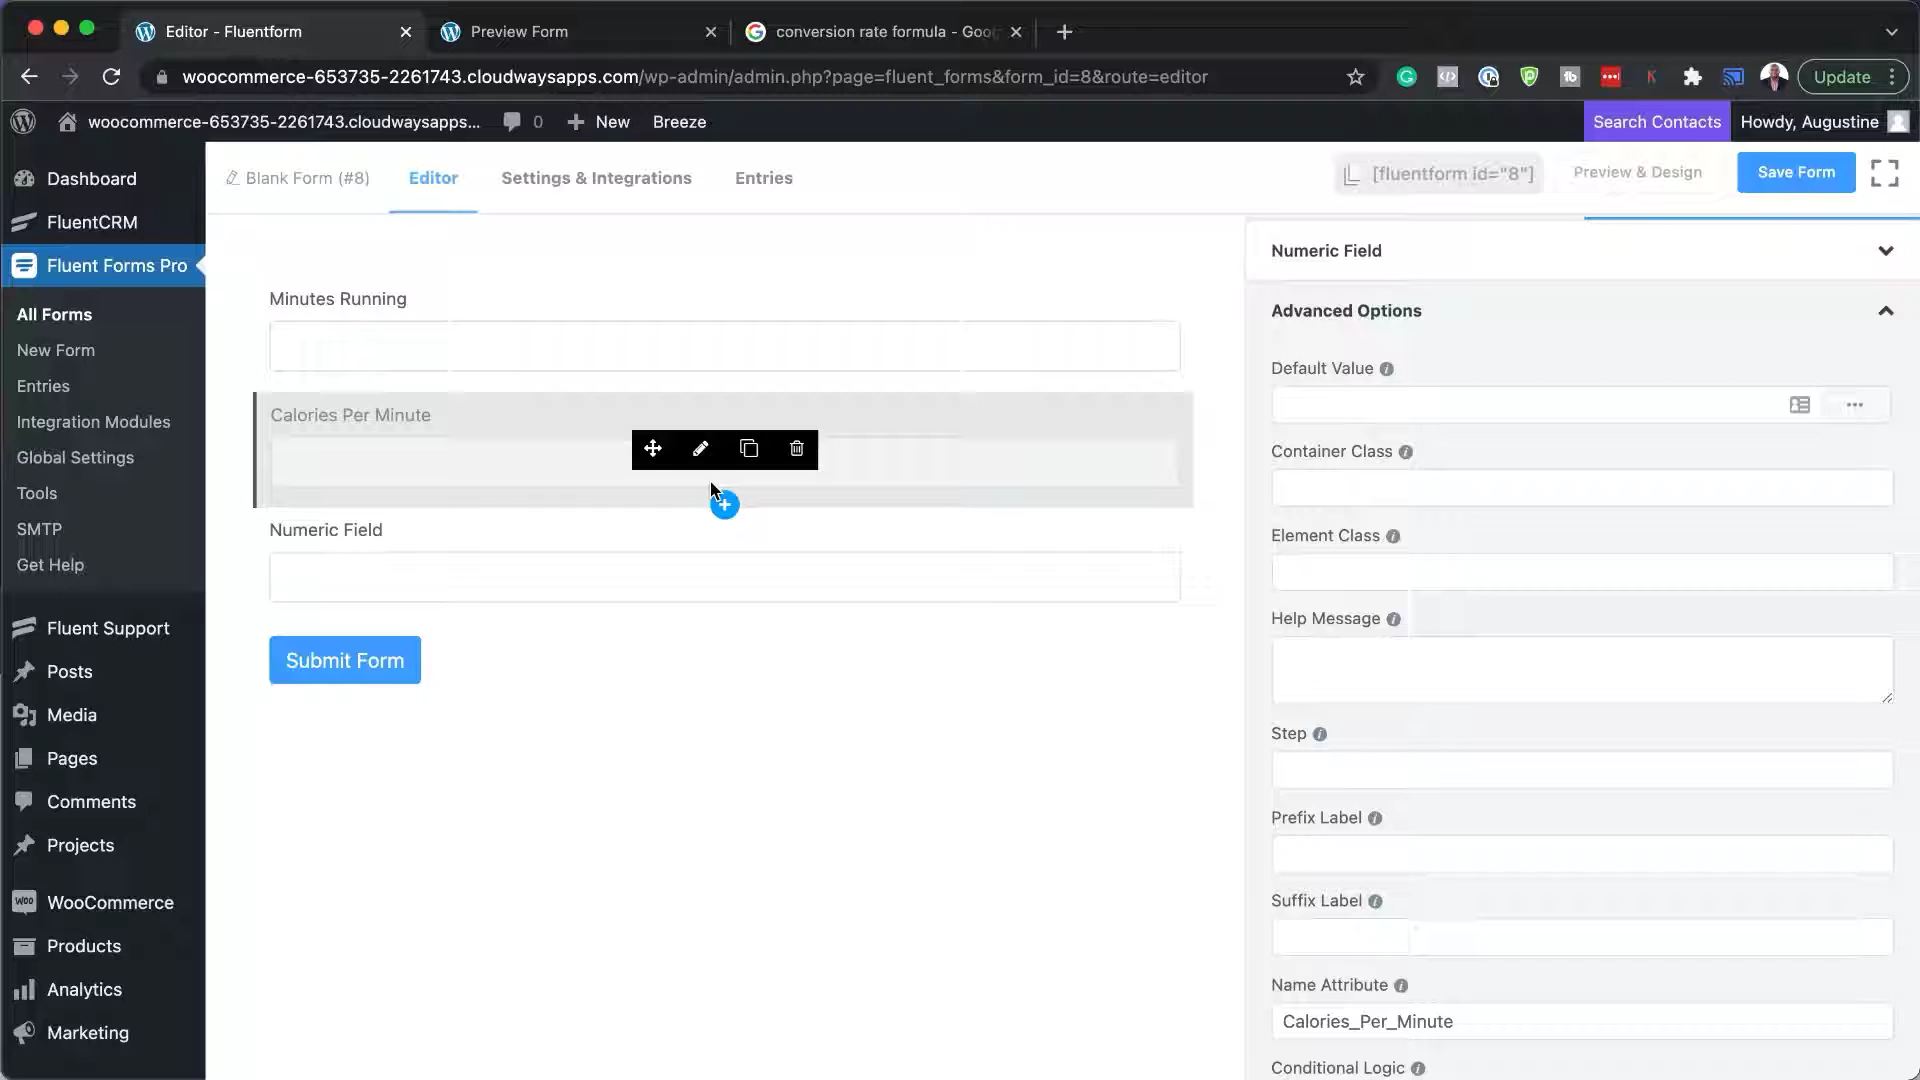 Editor - Fluentform
Preview Form
conversion rate formula - Goo
woocommerce-653735-2261743.cloudwaysapps.com/wp-admin/admin.php?page=fluent_forms&form_id=8&route=editor
Update
woocommerce-653735-2261743.cloudwaysapps...
0
New
Breeze
Search Contacts
Howdy, Augustine
Dashboard
FluentCRM
Fluent Forms Pro
All Forms
New Form
Entries
Integration Modules
Global Settings
Tools
SMTP
Get Help
Fluent Support
Posts
Media
Pages
Comments
Projects
WooCommerce
Products
Analytics
Marketing
Blank Form (#8)
Editor
Settings & Integrations
Entries
[fluentform id="8"]
Preview & Design
Save Form
Minutes Running
Calories Per Minute
Numeric Field
Submit Form
Numeric Field
Advanced Options
Default Value
Container Class
Element Class
Help Message
Step
Prefix Label
Suffix Label
Name Attribute
Calories_Per_Minute
Conditional Logic